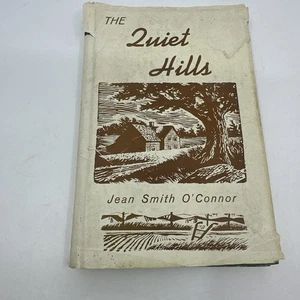 THE
Quiet
Hills
Jean Smith O'Connor